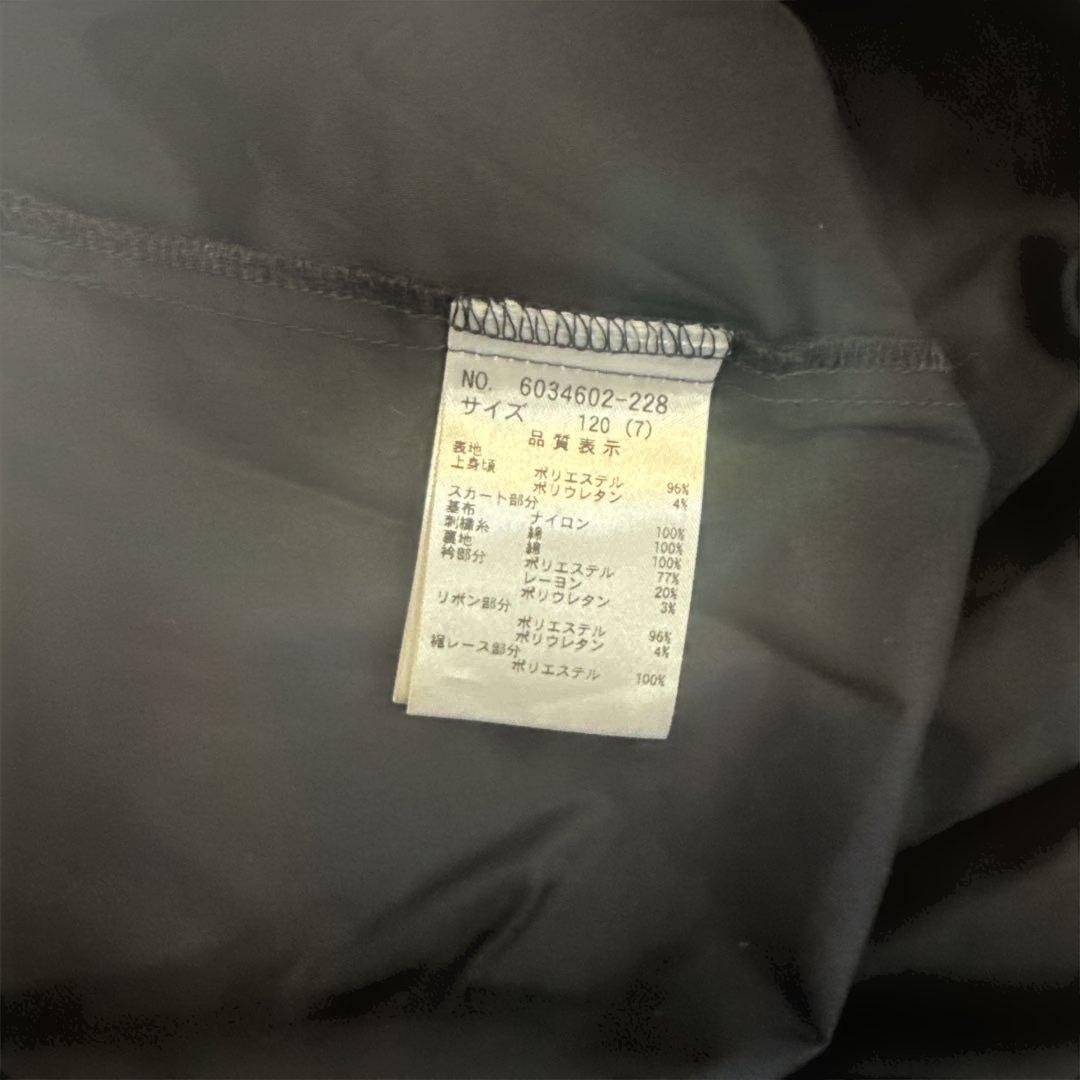 NO. 6034602-228
サイズ 120 (7)
品質表示
表地
上身頃
ポリエステル 96%
ポリウレタン 4%
スカート部分
基布 ナイロン 100%
刺繍糸 綿 100%
裏地 綿 100%
衿部分
ポリエステル 77%
レーヨン 20%
ポリウレタン 3%
リボン部分
ポリエステル 96%
ポリウレタン 4%
裾レース部分
ポリエステル 100%